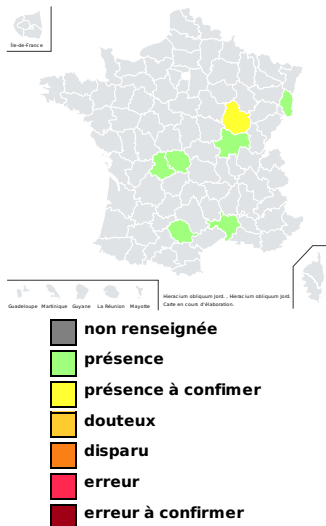 Île-de-France
Guadeloupe Martinique Guyane La Réunion Mayotte
Hieracium obliquum Jord. , Hieracium obliquum Jord.
Carte en cours d'élaboration.
non renseignée
présence
présence à confimer
douteux
disparu
erreur
erreur à confirmer